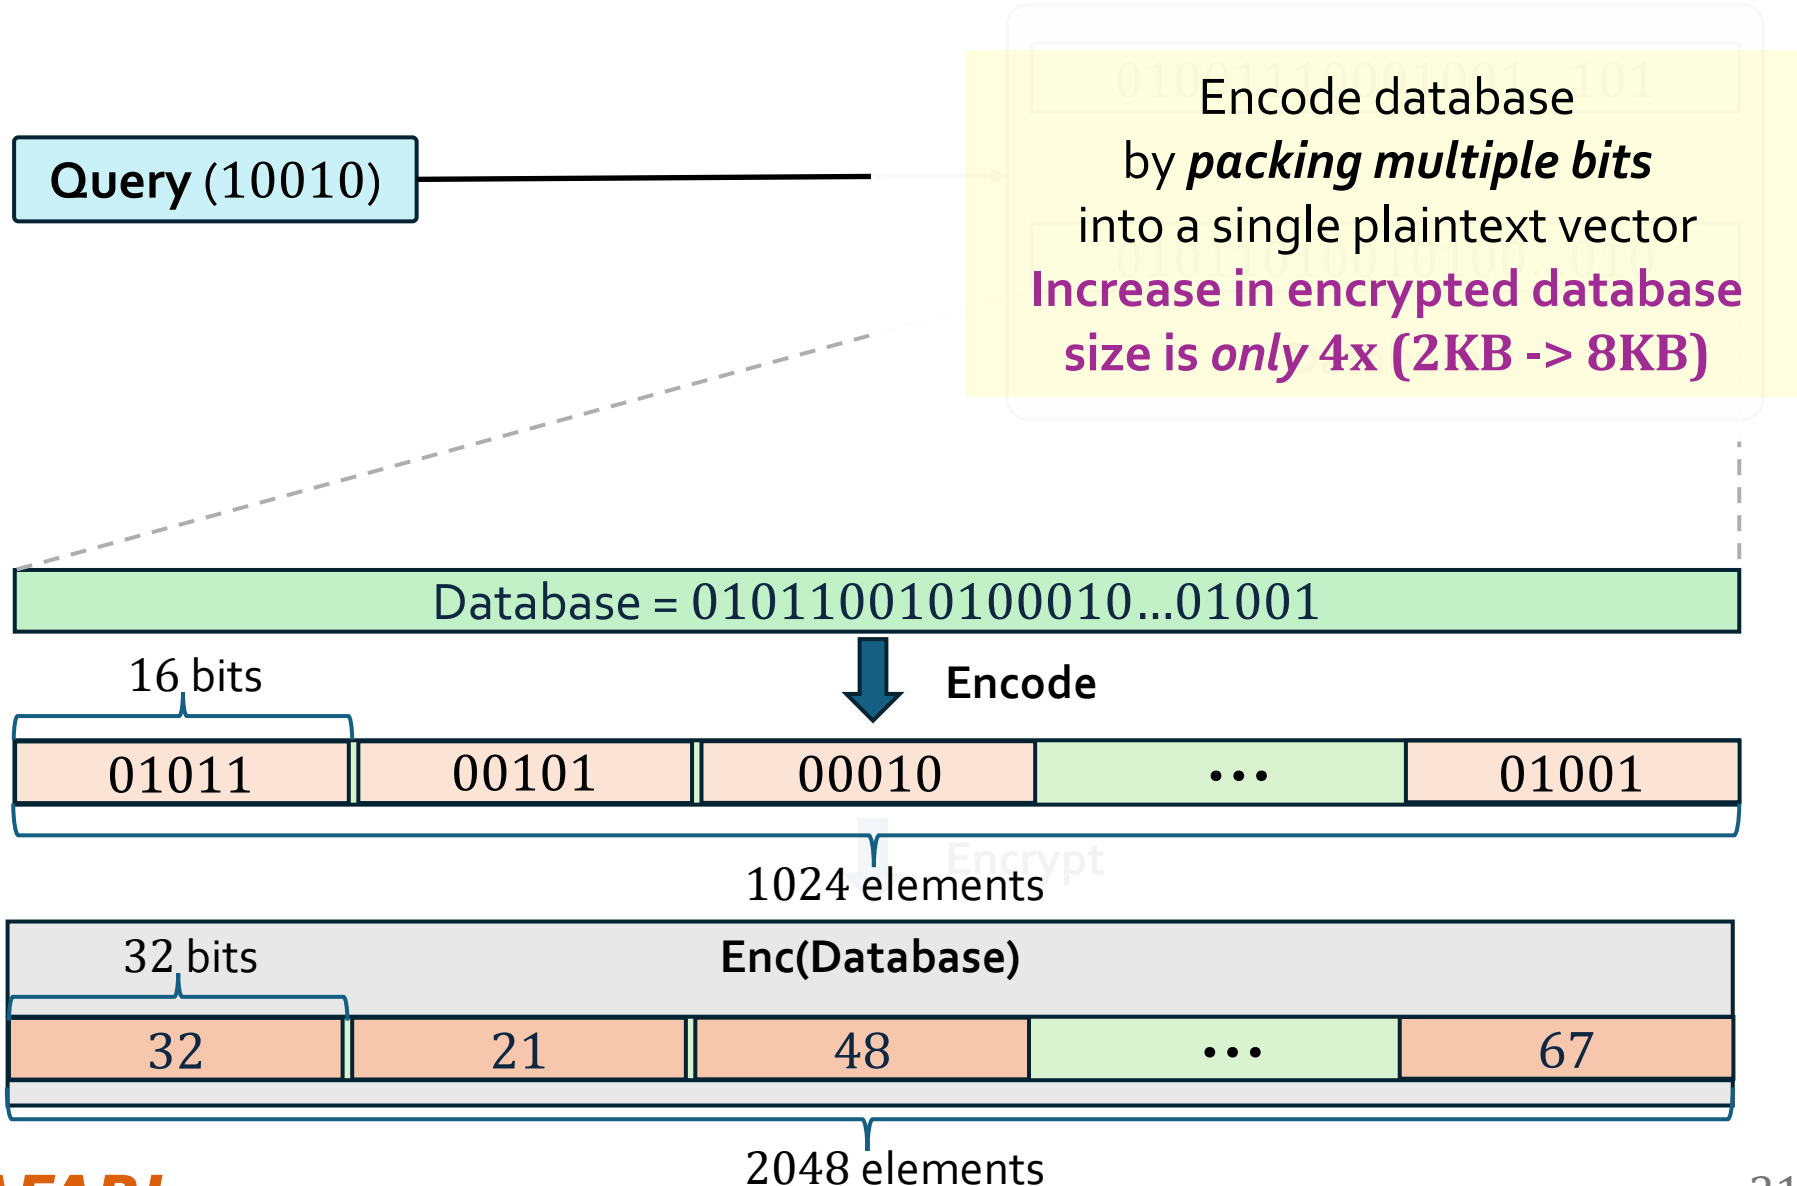 Encode database
by packing multiple bits
into a single plaintext vector
Increase in encrypted database
size is only 4x (2KB -> 8KB)
Query (10010)
Database = 010110010100010...01001
16 bits
Encode
01011 00101 00010 ... 01001
Encrypt
1024 elements
32 bits
Enc(Database)
32 21 48 ... 67
2048 elements